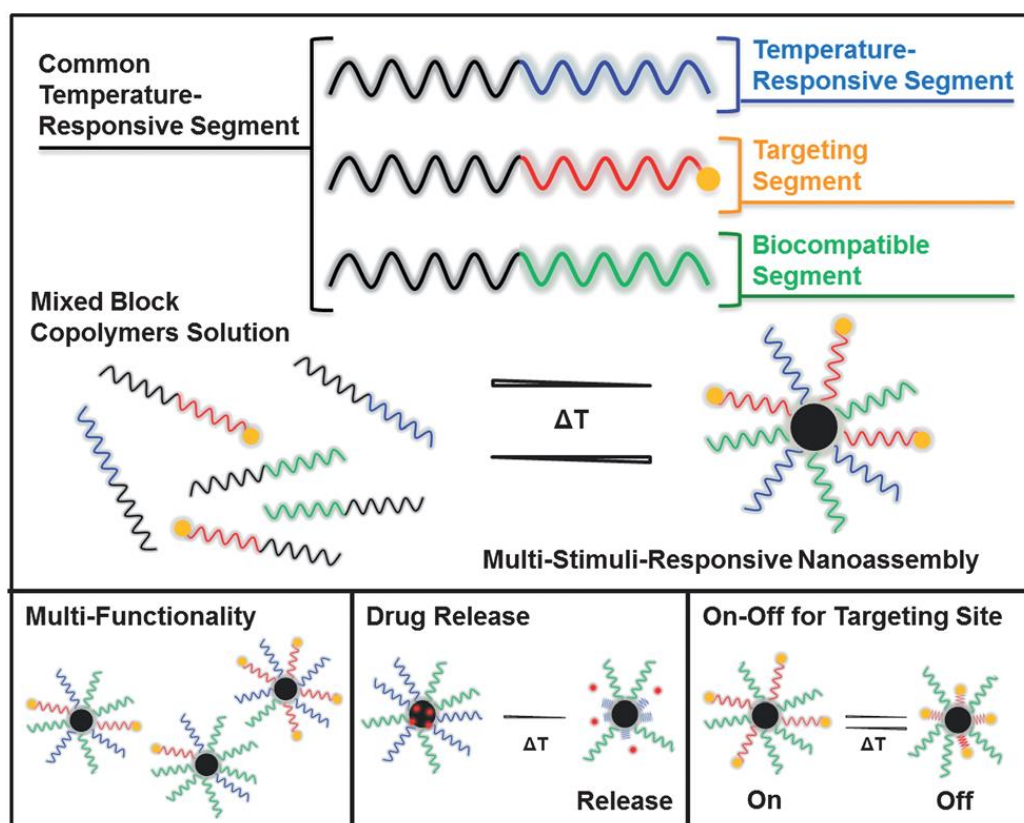 Common
Temperature-
Responsive Segment
Temperature-
Responsive Segment
Targeting
Segment
Biocompatible
Segment
Mixed Block
Copolymers Solution
ΔT
Multi-Stimuli-Responsive Nanoassembly
Multi-Functionality
Drug Release
ΔT
Release
On-Off for Targeting Site
ΔT
On
Off